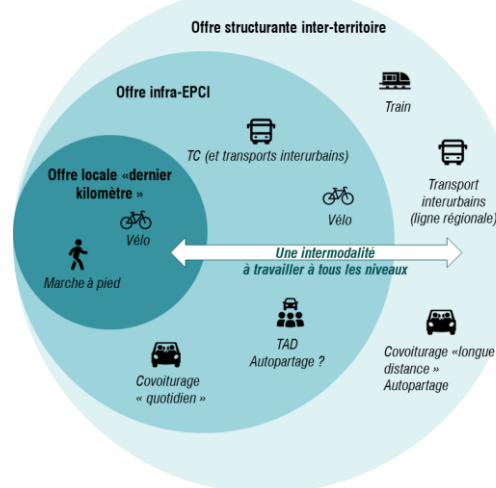 Offre structurante inter-territoire
Offre infra-EPCI
Train
TC (et transports interurbains)
Offre locale «dernier
kilomètre »
Vélo
Marche à pied
Vélo
Transport
interurbains
(ligne régionale)
Une intermodalité
à travailler à tous les niveaux
TAD
Autopartage ?
Covoiturage
« quotidien »
Covoiturage «longue
distance »
Autopartage